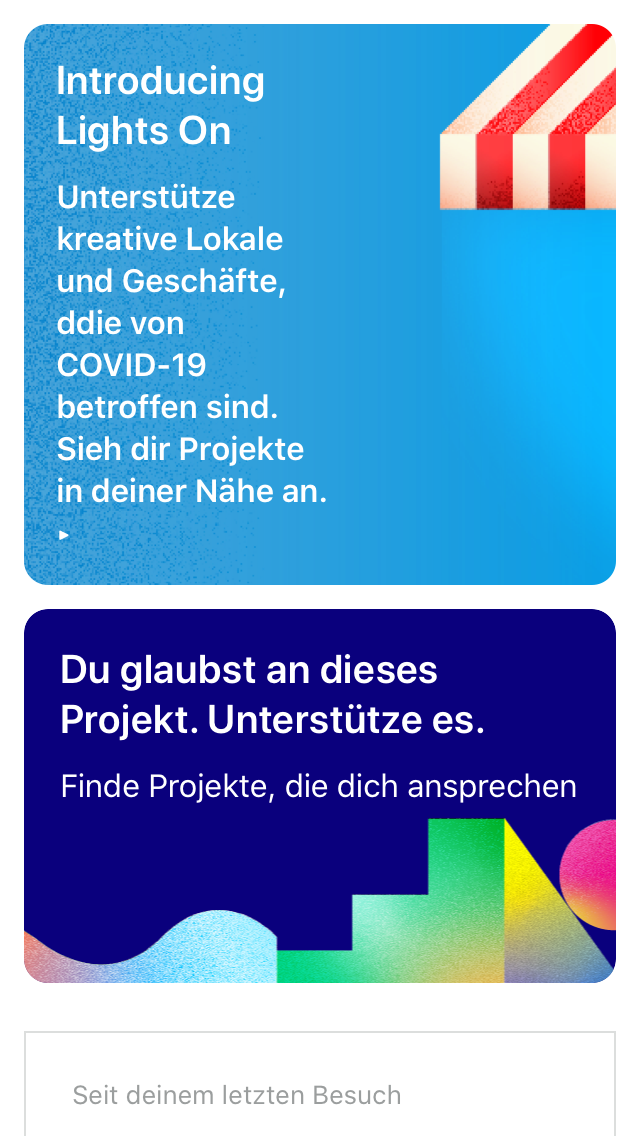 Introducing
Lights On
Unterstütze
kreative Lokale
und Geschäfte,
ddie von
COVID-19
betroffen sind.
Sieh dir Projekte
in deiner Nähe an.
Du glaubst an dieses
Projekt. Unterstütze es.
Finde Projekte, die dich ansprechen
Seit deinem letzten Besuch